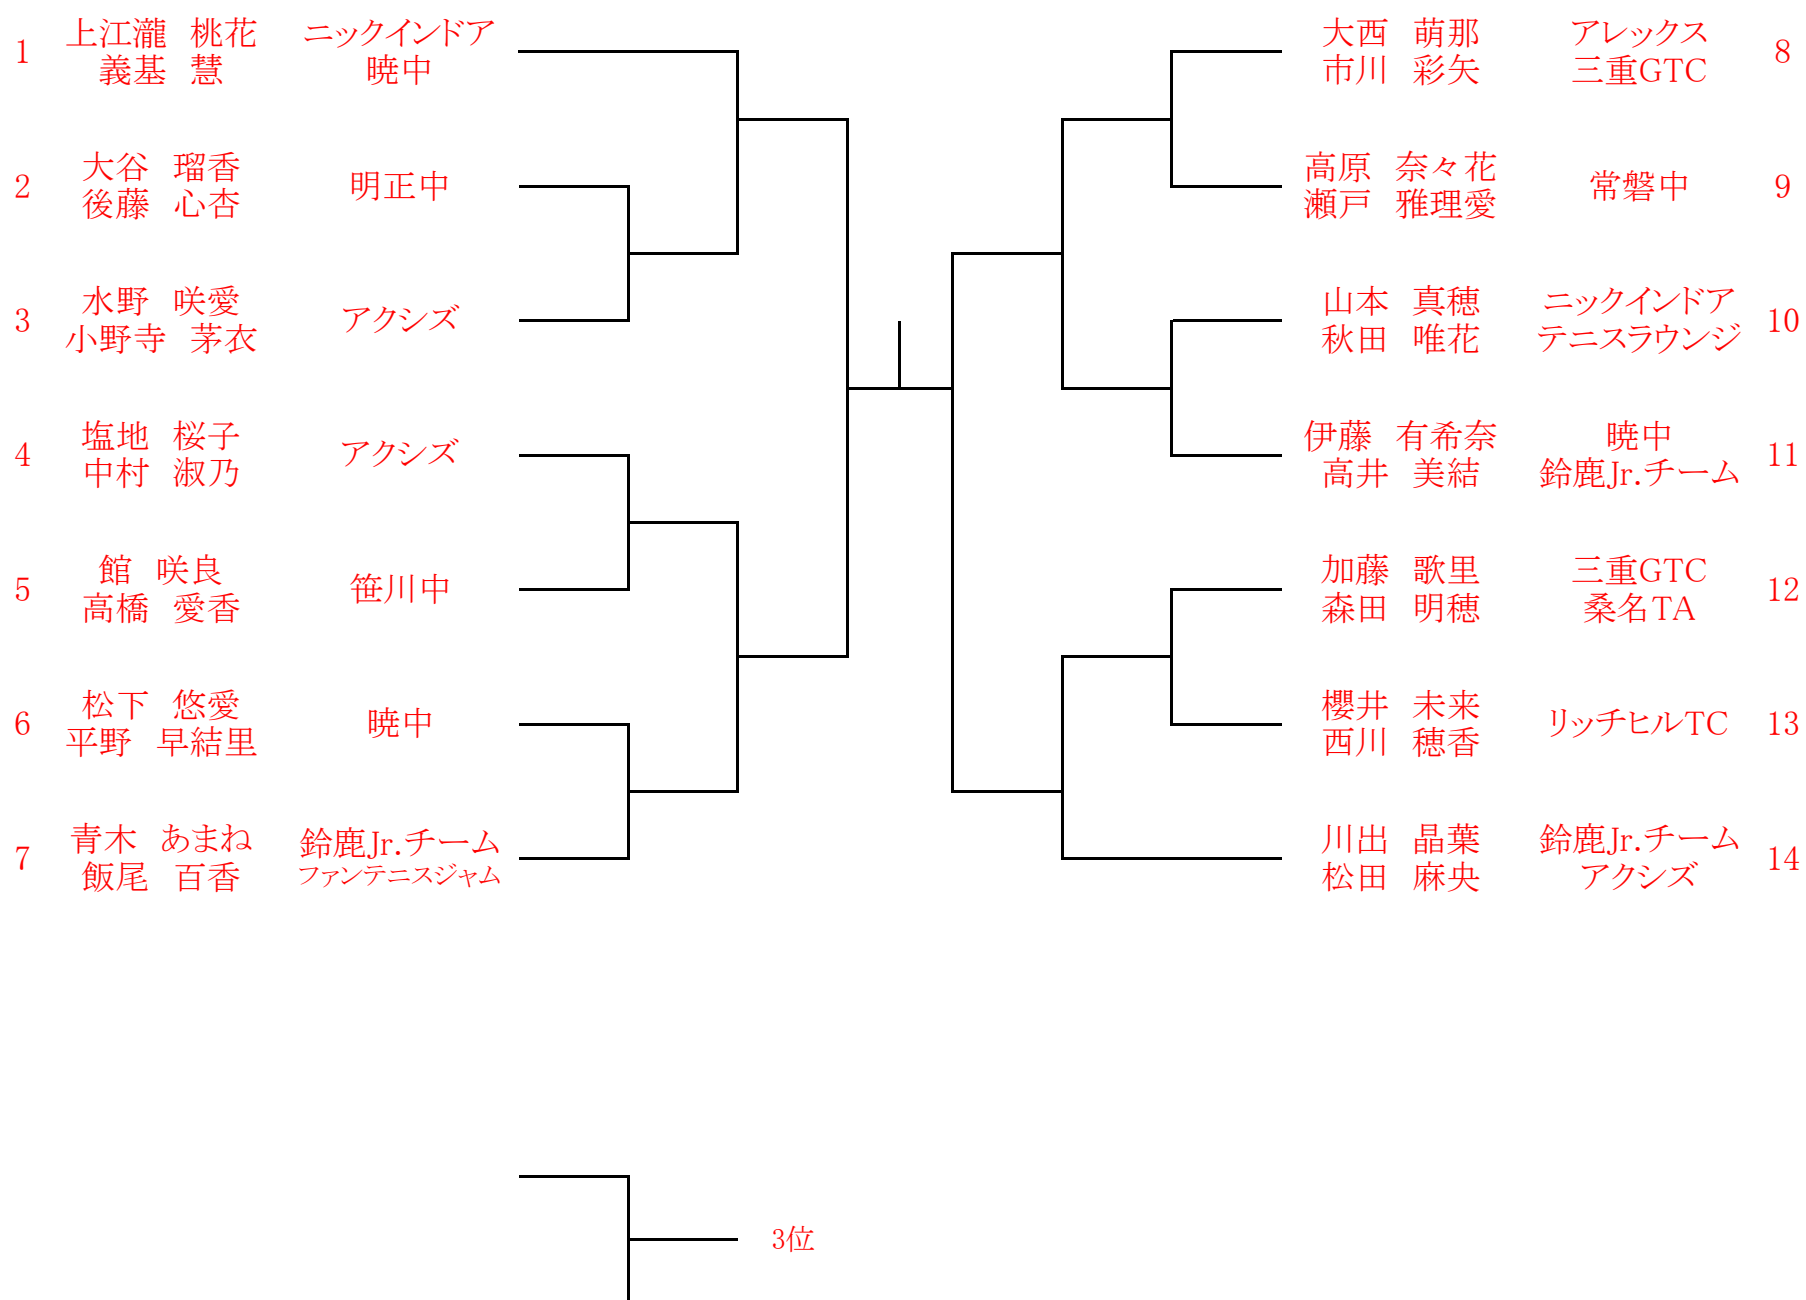 1 上江瀧 桃花 ニックインドア
義基 慧 暁中
2 大谷 瑠香 明正中
後藤 心杏
3 水野 咲愛 アクシズ
小野寺 茅衣
4 塩地 桜子 アクシズ
中村 淑乃
5 館 咲良 笹川中
高橋 愛香
6 松下 悠愛 暁中
平野 早結里
7 青木 あまね 鈴鹿Jr.チーム
飯尾 百香 ファンテニスジャム
大西 萌那 アレックス 8
市川 彩矢 三重GTC
高原 奈々花 常磐中 9
瀬戸 雅理愛
山本 真穂 ニックインドア 10
秋田 唯花 テニスラウンジ
伊藤 有希奈 暁中 11
高井 美結 鈴鹿Jr.チーム
加藤 歌里 三重GTC 12
森田 明穂 桑名TA
櫻井 未来 リッチヒルTC 13
西川 穂香
川出 晶葉 鈴鹿Jr.チーム 14
松田 麻央 アクシズ
3位